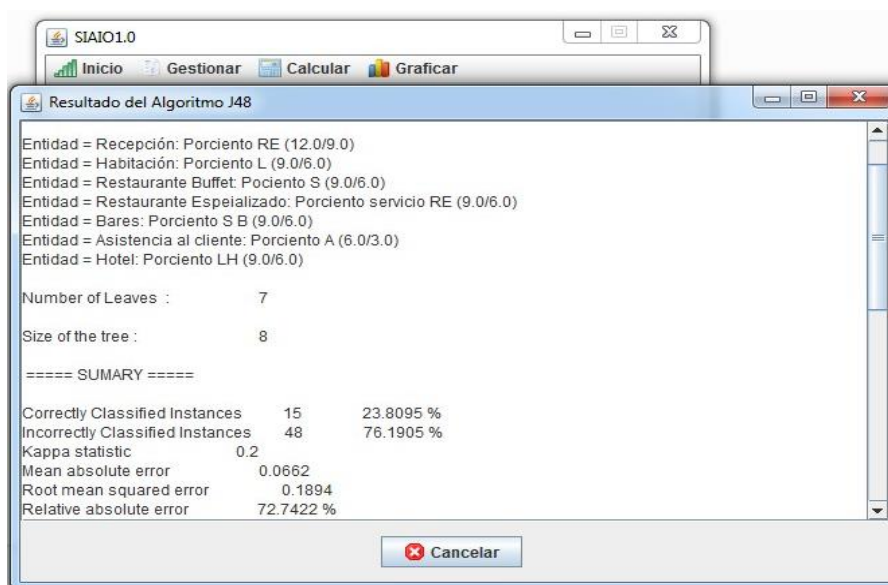 SIAIO1.0
Inicio Gestionar Calcular Graficar
Resultado del Algoritmo J48
Entidad = Recepción: Porciento RE (12.0/9.0)
Entidad = Habitación: Porciento L (9.0/6.0)
Entidad = Restaurante Buffet: Pociento S (9.0/6.0)
Entidad = Restaurante Espeializado: Porciento servicio RE (9.0/6.0)
Entidad = Bares: Porciento S B (9.0/6.0)
Entidad = Asistencia al cliente: Porciento A (6.0/3.0)
Entidad = Hotel: Porciento LH (9.0/6.0)
Number of Leaves : 7
Size of the tree : 8
===== SUMARY =====
Correctly Classified Instances 15 23.8095 %
Incorrectly Classified Instances 48 76.1905 %
Kappa statistic 0.2
Mean absolute error 0.0662
Root mean squared error 0.1894
Relative absolute error 72.7422 %
Cancelar